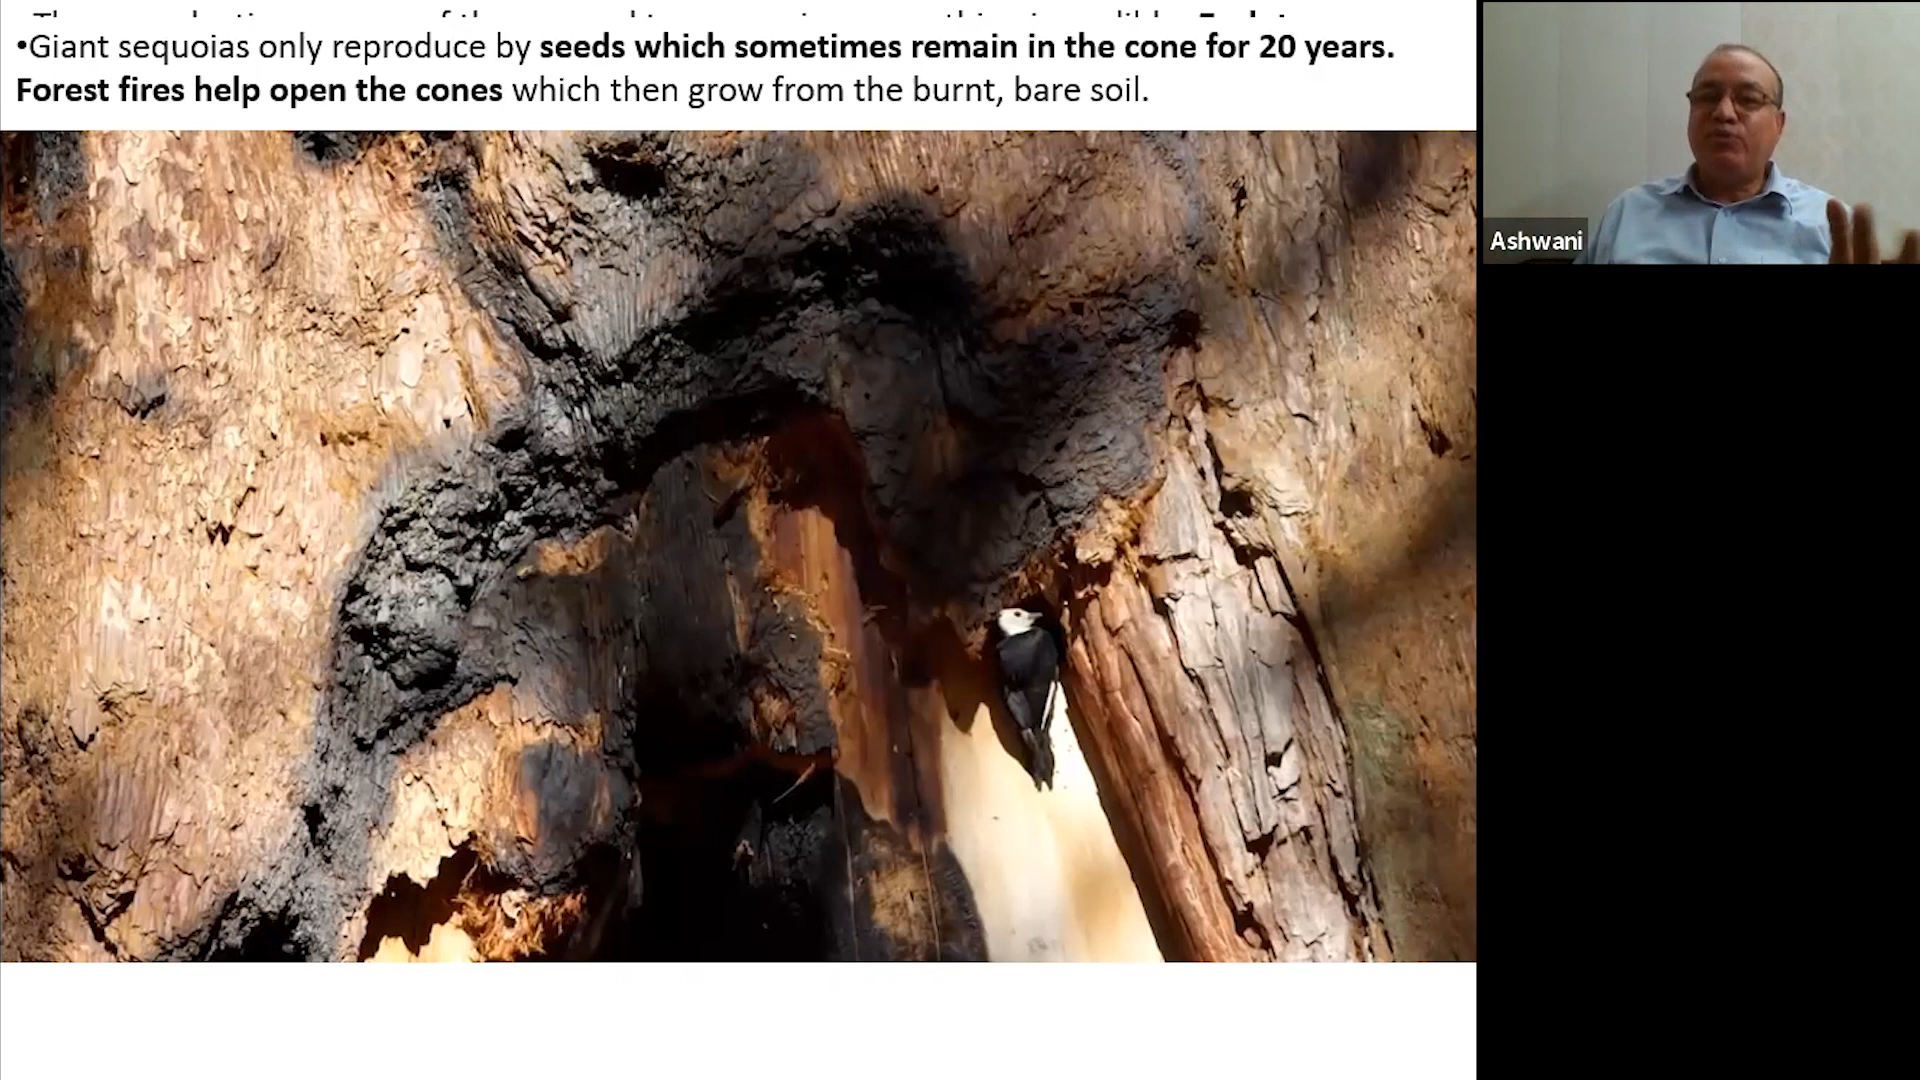 •Giant sequoias only reproduce by seeds which sometimes remain in the cone for 20 years.
Forest fires help open the cones which then grow from the burnt, bare soil.
Ashwani